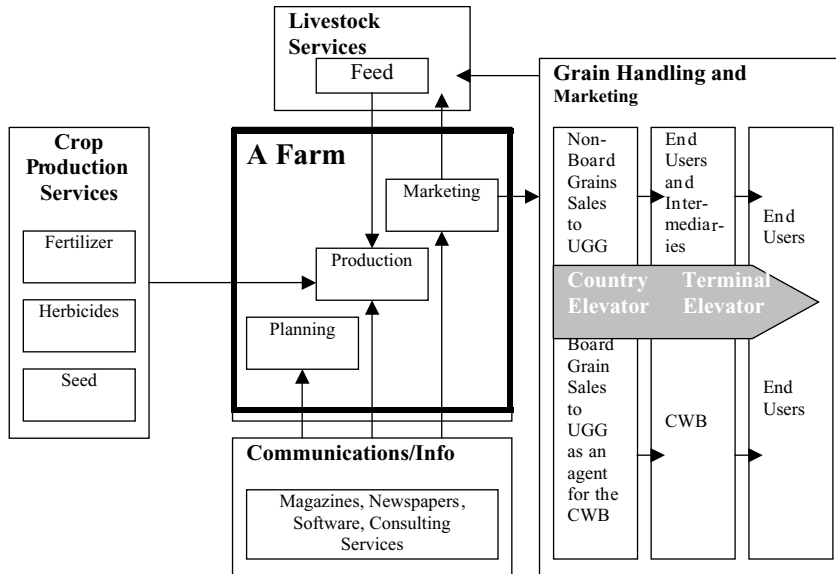 Livestock
Services
Feed
Crop
Production
Services
Fertilizer
Herbicides
Seed
A Farm
Marketing
Production
Planning
Communications/Info
Magazines, Newspapers,
Software, Consulting
Services
Grain Handling and
Marketing
Non-
Board
Grains
Sales
to
UGG
End
Users
and
Inter-
mediar-
ies
End
Users
Country
Elevator
Terminal
Elevator
Board
Grain
Sales
to
UGG
as an
agent
for the
CWB
CWB
End
Users